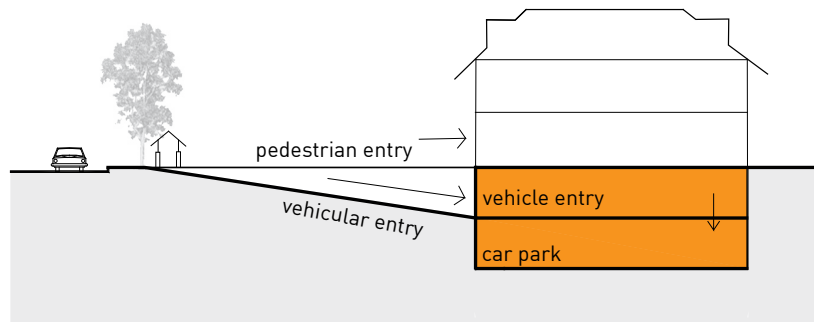 pedestrian entry
vehicular entry
vehicle entry
car park